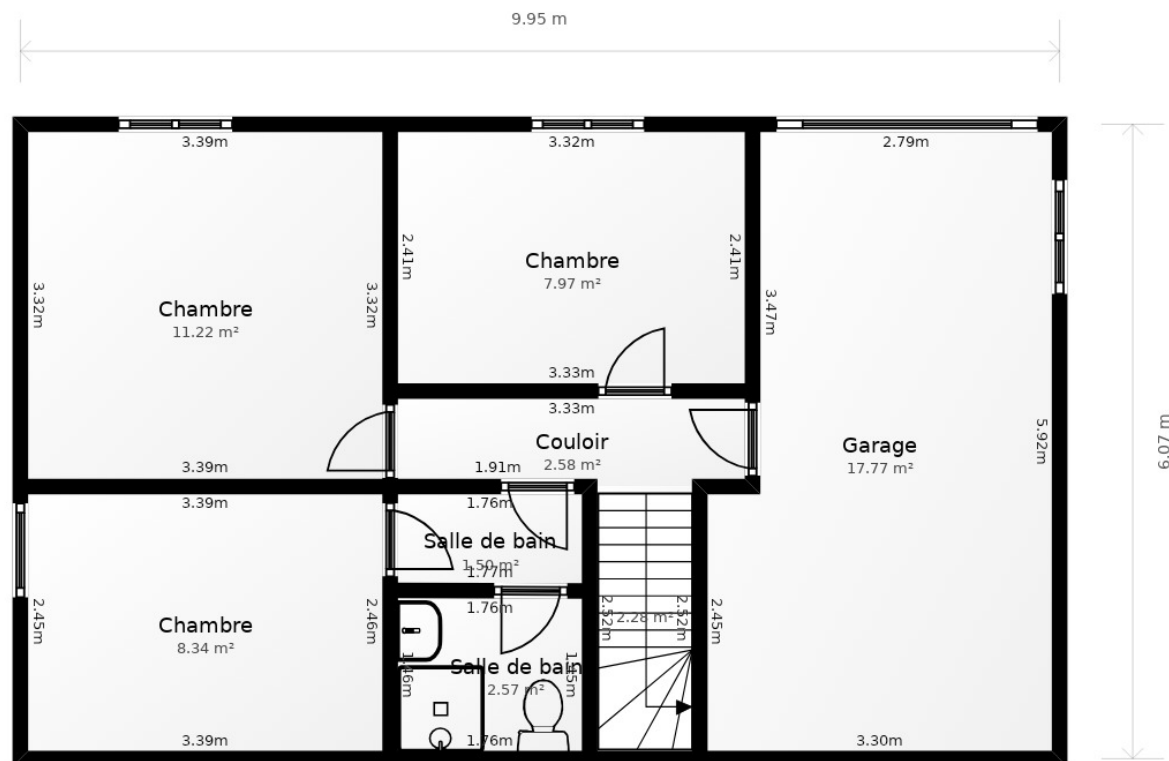 9.95 m
3.39m
3.32m
2.79m
2.41m
2.41m
3.32m
3.32m
3.47m
Chambre
7.97 m²
Chambre
11.22 m²
3.33m
3.33m
Couloir
2.58 m²
5.92m
Garage
17.77 m²
6.07 m
3.39m
1.91m
3.39m
1.76m
Salle de bain
1.50 m²
1.77m
1.76m
2.45m
Chambre
8.34 m²
2.46m
2.52m
2.28 m²
2.52m
2.45m
1.46m
Salle de bain
2.57 m²
1.45m
3.39m
1.76m
3.30m